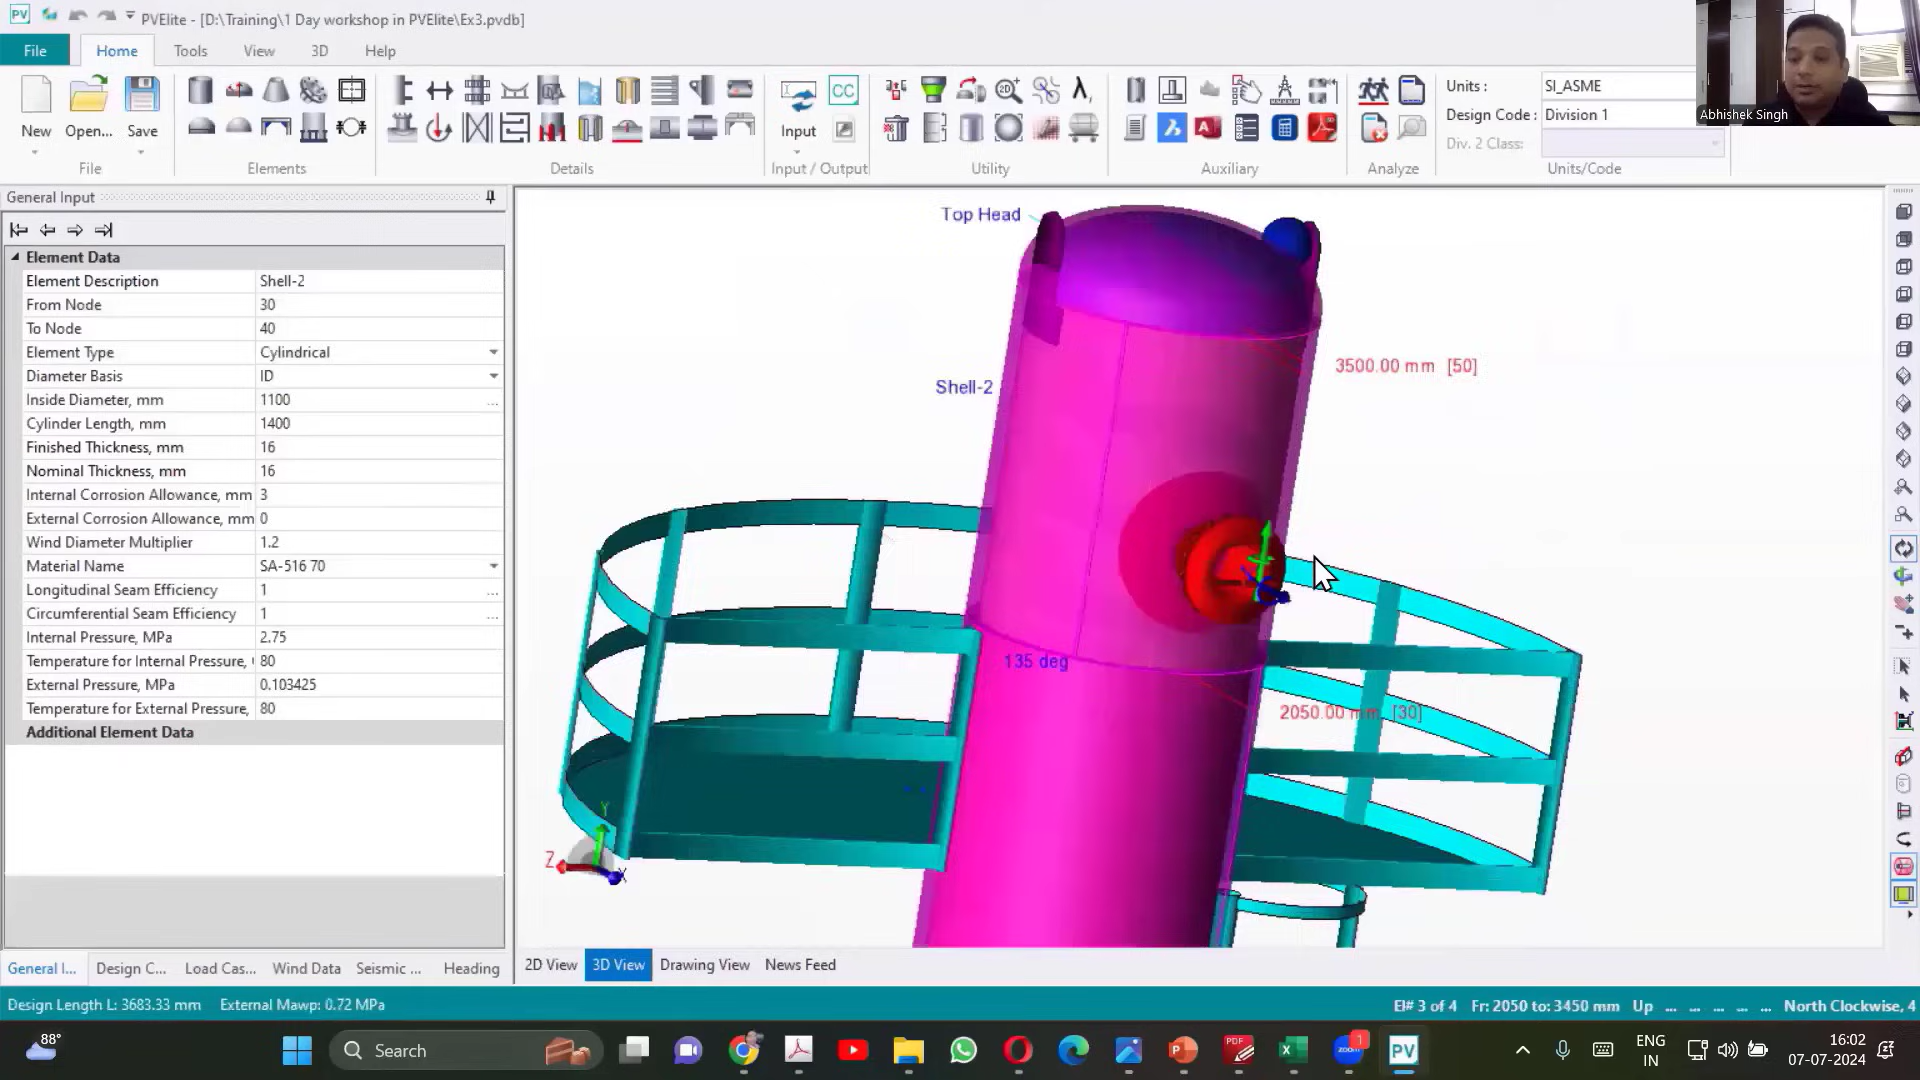 PV
PVElite - [D:\Training\1 Day workshop in PVElite\Ex3.pvdb]
File
Home
Tools
View
3D
Help
New
Open...
Save
Input
CC
Units :
SI_ASME
Design Code :
Division 1
Div. 2 Class:
File
Elements
Details
Input / Output
Utility
Auxiliary
Analyze
Units/Code
Abhishek Singh
General Input
Element Data
Element Description Shell-2
From Node 30
To Node 40
Element Type Cylindrical
Diameter Basis ID
Inside Diameter, mm 1100 ...
Cylinder Length, mm 1400
Finished Thickness, mm 16
Nominal Thickness, mm 16
Internal Corrosion Allowance, mm 3
External Corrosion Allowance, mm 0
Wind Diameter Multiplier 1.2
Material Name SA-516 70
Longitudinal Seam Efficiency 1 ...
Circumferential Seam Efficiency 1 ...
Internal Pressure, MPa 2.75
Temperature for Internal Pressure, 80
External Pressure, MPa 0.103425
Temperature for External Pressure, 80
Additional Element Data
Top Head
3500.00 mm [50]
Shell-2
135 deg
2050.00 mm [30]
Y
Z
X
General I...
Design C...
Load Cas...
Wind Data
Seismic ...
Heading
2D View
3D View
Drawing View
News Feed
Design Length L: 3683.33 mm External Mawp: 0.72 MPa
El# 3 of 4 Fr: 2050 to: 3450 mm Up ... ... ... ... ... North Clockwise, 4
88°
Search
PDF
zoom
1
PV
ENG
IN
16:02
07-07-2024